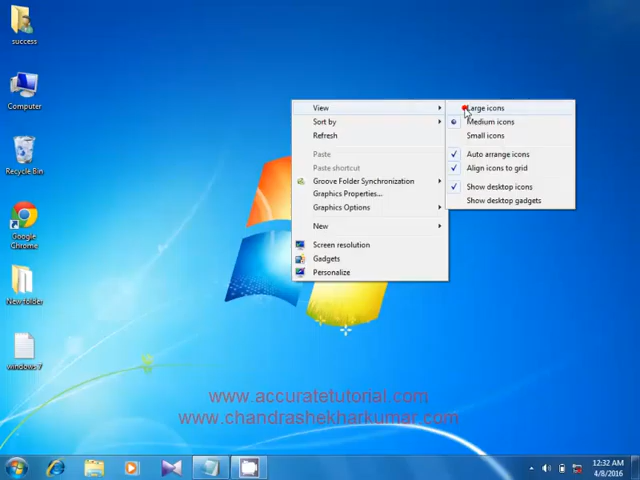 success
Computer
Recycle Bin
Google
Chrome
New folder
windows 7
View
Sort by
Refresh
Paste
Paste shortcut
Groove Folder Synchronization
Graphics Properties...
Graphics Options
New
Screen resolution
Gadgets
Personalize
Large icons
Medium icons
Small icons
Auto arrange icons
Align icons to grid
Show desktop icons
Show desktop gadgets
www.accuratetutorial.com
www.chandrashekharkumar.com
12:32 AM
4/8/2016